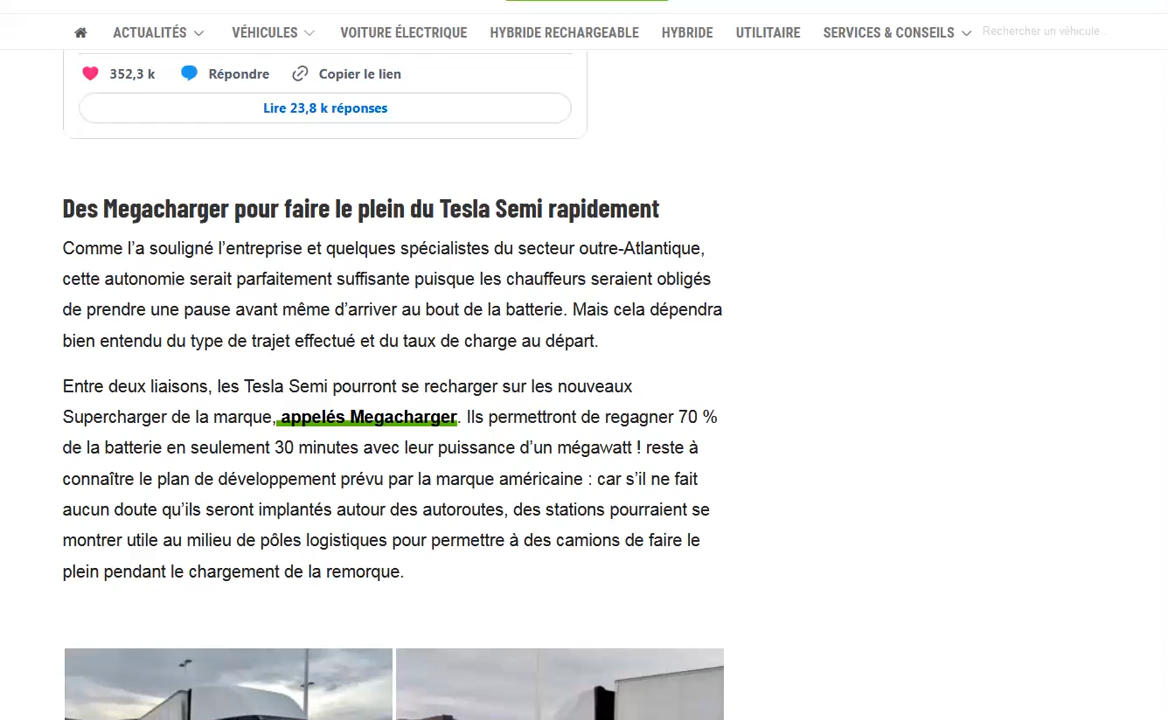 ACTUALITÉS VÉHICULES VOITURE ÉLECTRIQUE HYBRIDE RECHARGEABLE HYBRIDE UTILITAIRE SERVICES & CONSEILS Rechercher un véhicule...
352,3 k Répondre Copier le lien
Lire 23,8 k réponses
Des Megacharger pour faire le plein du Tesla Semi rapidement
Comme l’a souligné l’entreprise et quelques spécialistes du secteur outre-Atlantique,
cette autonomie serait parfaitement suffisante puisque les chauffeurs seraient obligés
de prendre une pause avant même d’arriver au bout de la batterie. Mais cela dépendra
bien entendu du type de trajet effectué et du taux de charge au départ.
Entre deux liaisons, les Tesla Semi pourront se recharger sur les nouveaux
Supercharger de la marque, appelés Megacharger. Ils permettront de regagner 70 %
de la batterie en seulement 30 minutes avec leur puissance d’un mégawatt ! reste à
connaître le plan de développement prévu par la marque américaine : car s’il ne fait
aucun doute qu’ils seront implantés autour des autoroutes, des stations pourraient se
montrer utile au milieu de pôles logistiques pour permettre à des camions de faire le
plein pendant le chargement de la remorque.